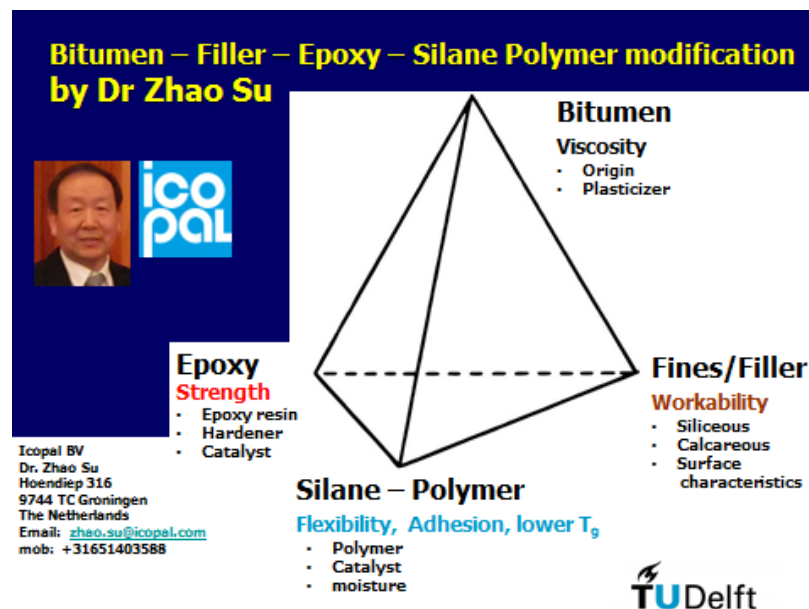 Bitumen – Filler – Epoxy – Silane Polymer modification
by Dr Zhao Su
ico
pal
Bitumen
Viscosity
· Origin
· Plasticizer
Epoxy
Strength
· Epoxy resin
· Hardener
· Catalyst
Fines/Filler
Workability
· Siliceous
· Calcareous
· Surface
characteristics
Silane – Polymer
Flexibility, Adhesion, lower Tg
· Polymer
· Catalyst
· moisture
Icopal BV
Dr. Zhao Su
Hoendiep 316
9744 TC Groningen
The Netherlands
Email: zhao.su@icopal.com
mob: +31651403588
TUDelft